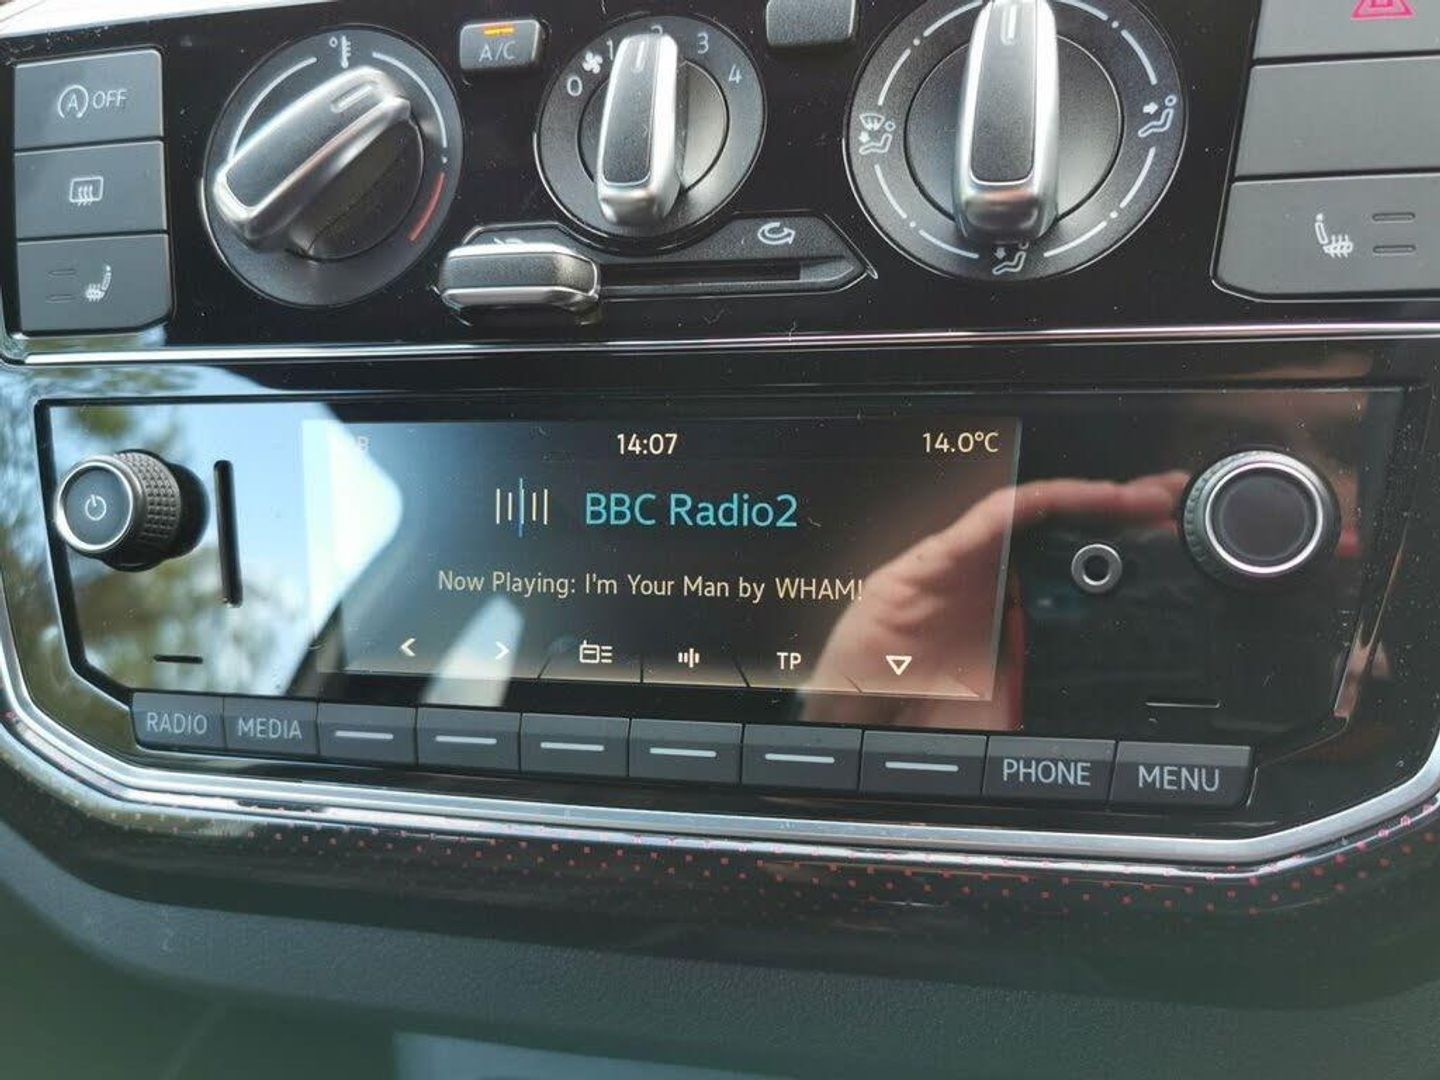 A/C
2
3
0
1
4
A OFF
14:07
14.0°C
BBC Radio2
Now Playing: I'm Your Man by WHAM!
TP
RADIO
MEDIA
PHONE
MENU